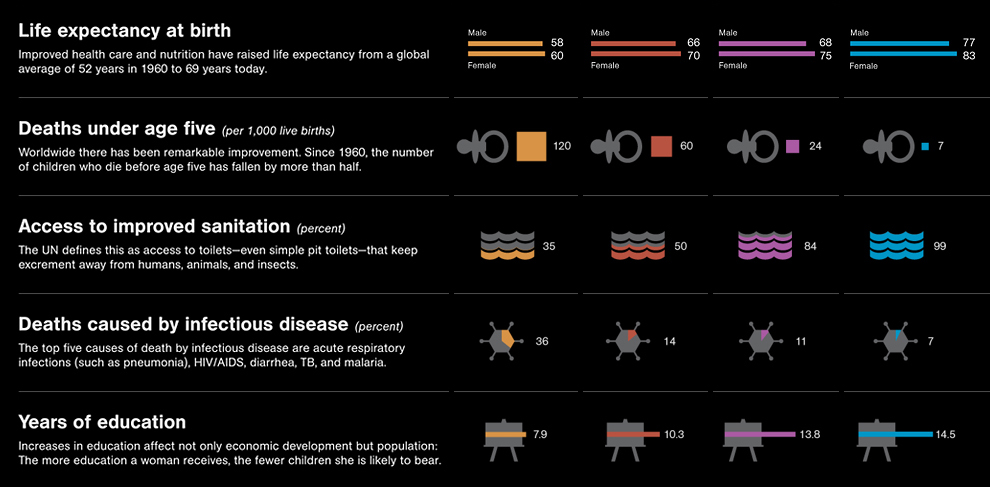 Life expectancy at birth
Improved health care and nutrition have raised life expectancy from a global
average of 52 years in 1960 to 69 years today.
Male
58
60
Female
Male
66
70
Female
Male
68
75
Female
Male
77
83
Female
Deaths under age five (per 1,000 live births)
Worldwide there has been remarkable improvement. Since 1960, the number
of children who die before age five has fallen by more than half.
120
60
24
7
Access to improved sanitation (percent)
The UN defines this as access to toilets—even simple pit toilets—that keep
excrement away from humans, animals, and insects.
35
50
84
99
Deaths caused by infectious disease (percent)
The top five causes of death by infectious disease are acute respiratory
infections (such as pneumonia), HIV/AIDS, diarrhea, TB, and malaria.
36
14
11
7
Years of education
Increases in education affect not only economic development but population:
The more education a woman receives, the fewer children she is likely to bear.
7.9
10.3
13.8
14.5